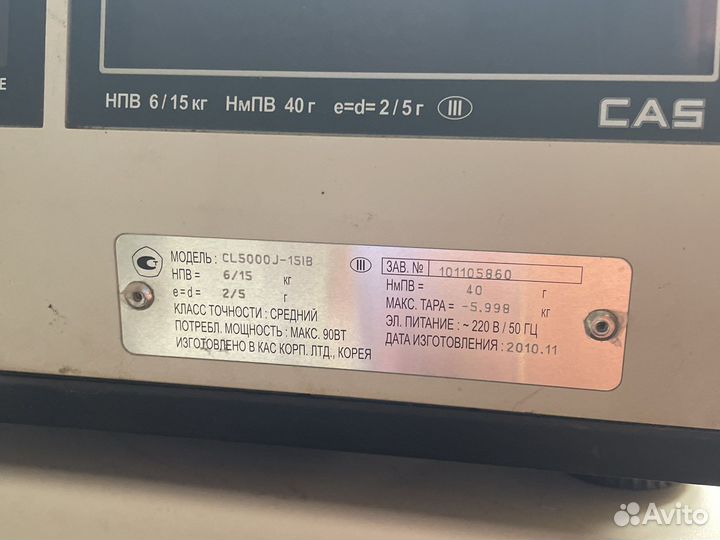 E
НПВ 6/15 кг НмПВ 40 г e=d= 2/5 г III
CAS
МОДЕЛЬ : CL5000J-15IB III ЗАВ. № 101105860
НПВ = 6/15 кг НмПВ = 40 г
e=d = 2/5 г МАКС. ТАРА = -5.998 кг
КЛАСС ТОЧНОСТИ : СРЕДНИЙ ЭЛ. ПИТАНИЕ : ~ 220 В / 50 ГЦ
ПОТРЕБЛ. МОЩНОСТЬ : МАКС. 90ВТ ДАТА ИЗГОТОВЛЕНИЯ : 2010.11
ИЗГОТОВЛЕНО В КАС КОРП. ЛТД., КОРЕЯ
Avito